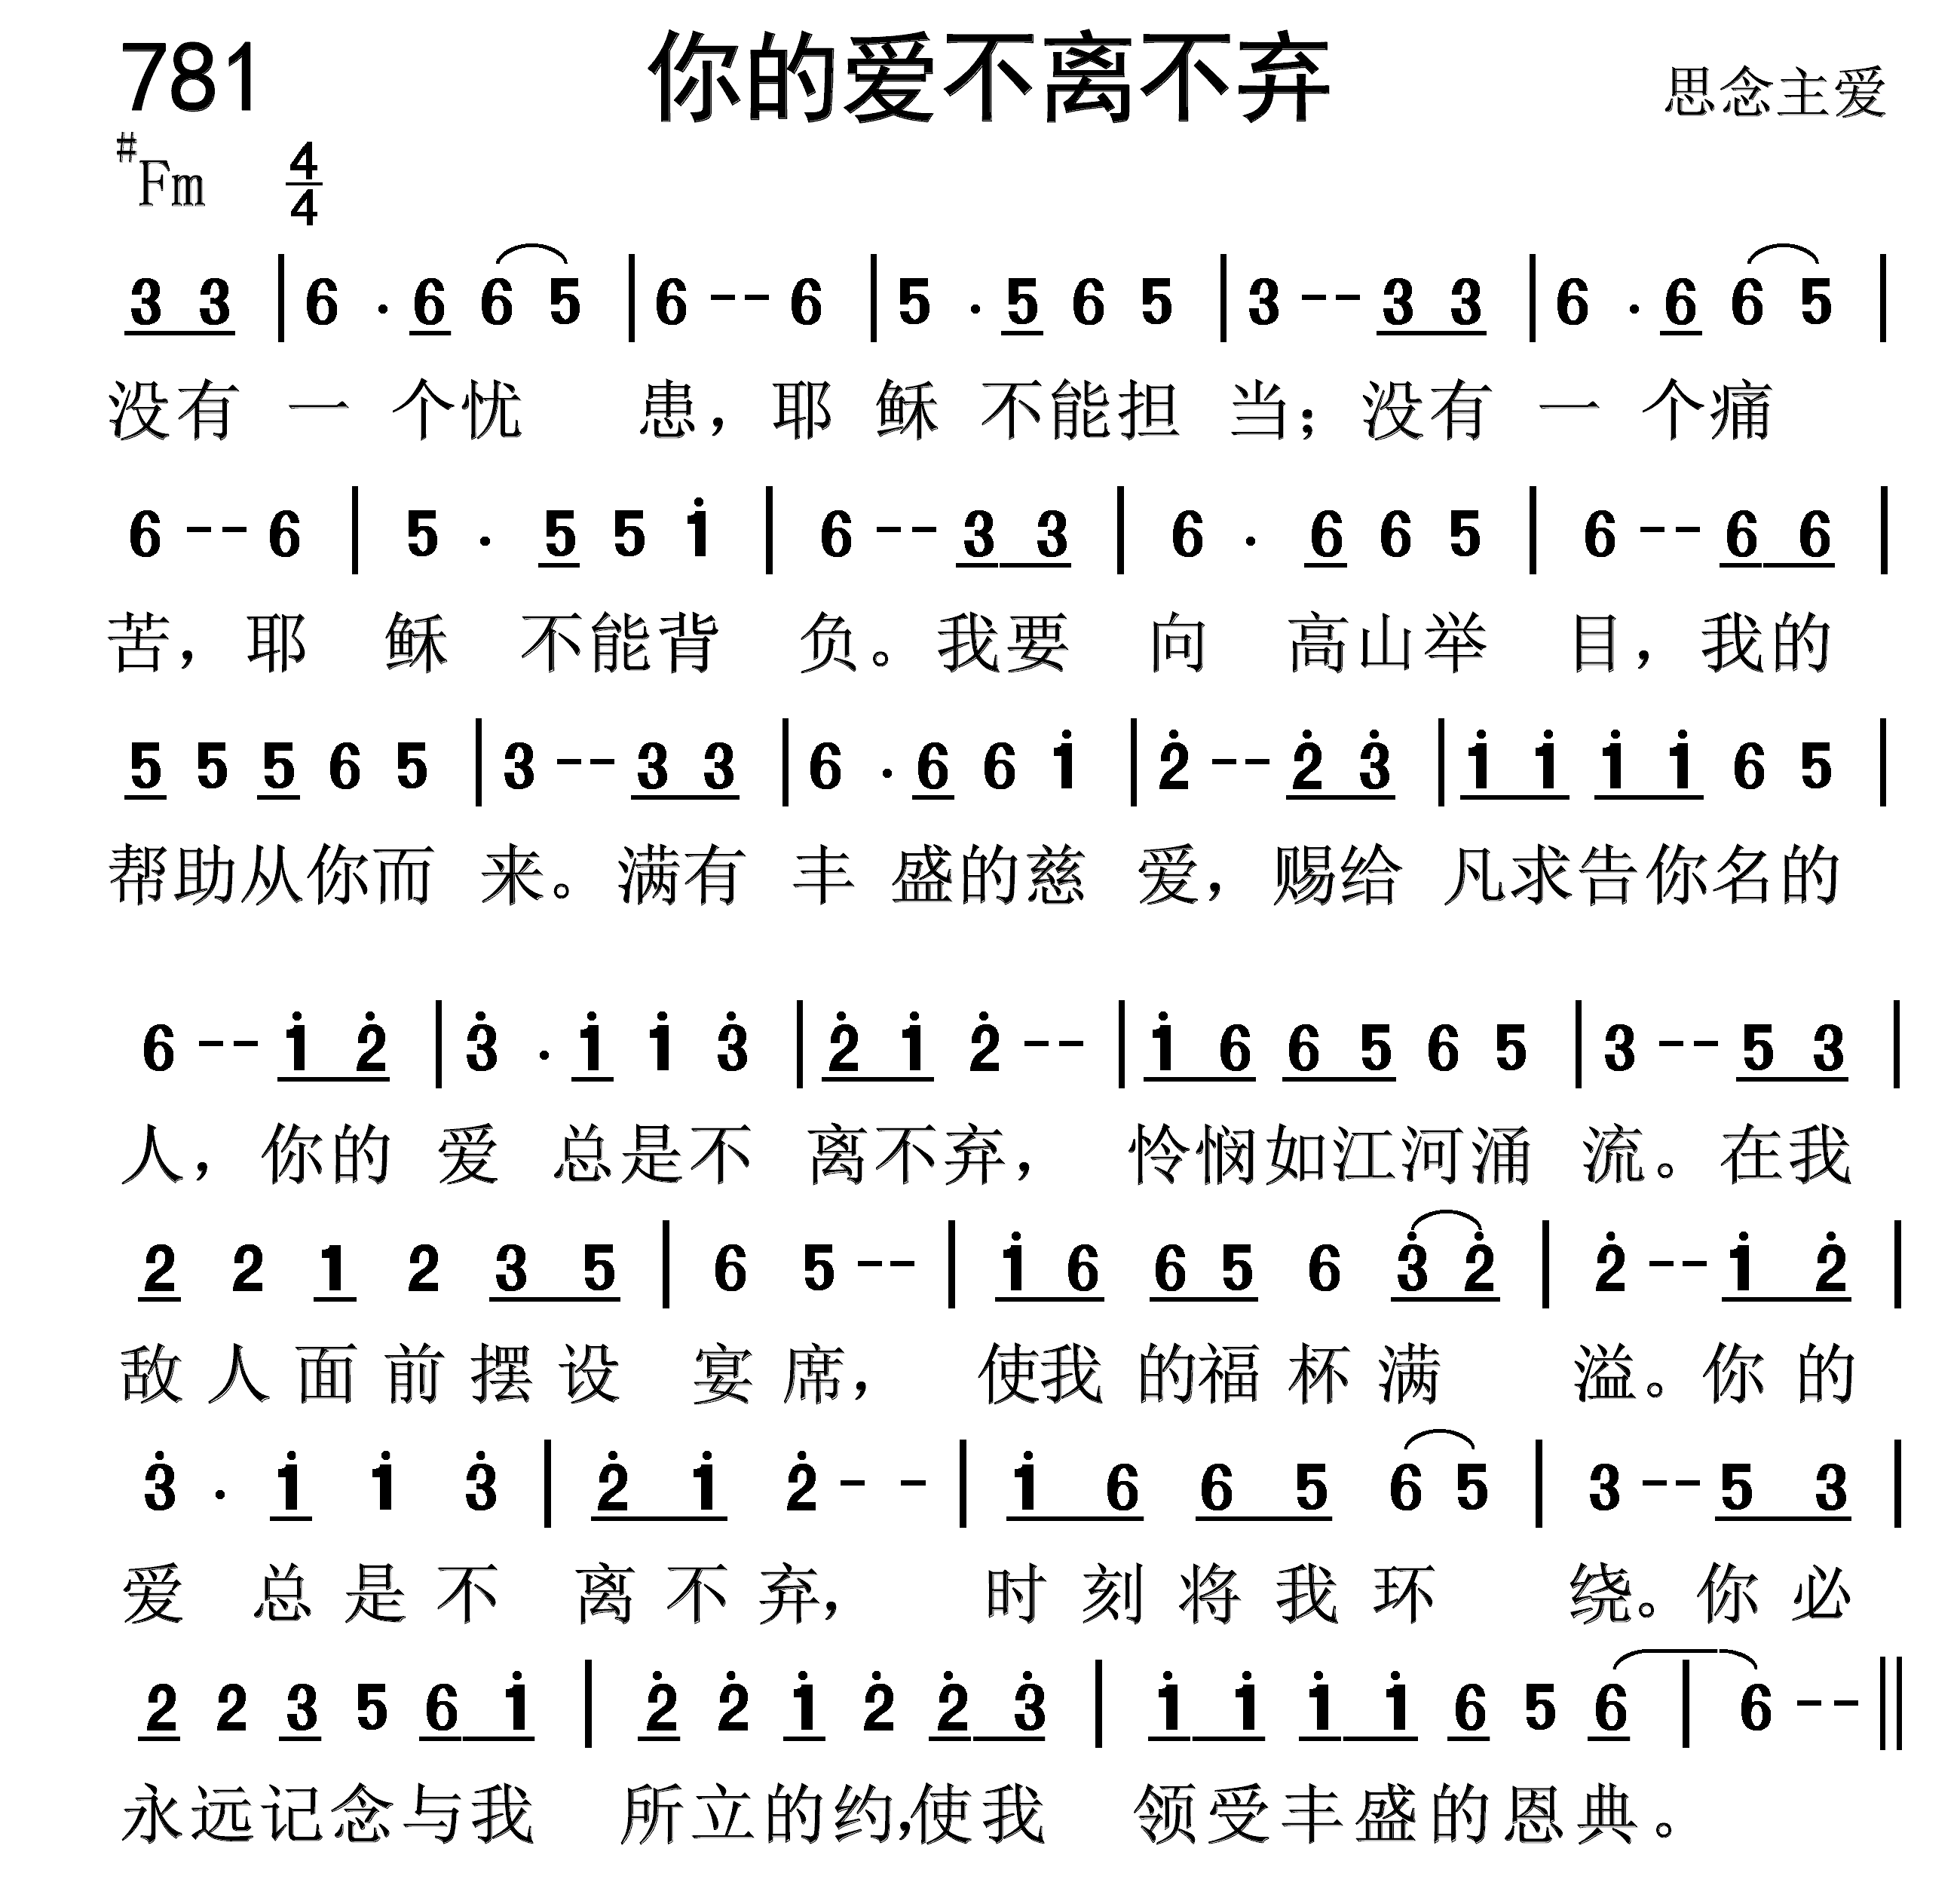 781 你的爱不离不弃 思念主爱
#Fm 4/4
3 3 | 6 . 6 6 5 | 6 - - 6 | 5 . 5 6 5 | 3 - - 3 3 | 6 . 6 6 5 |
没有 一 个忧 患，耶 稣 不能担 当；没有 一 个痛
6 - - 6 | 5 . 5 5 i | 6 - - 3 3 | 6 . 6 6 5 | 6 - - 6 6 |
苦，耶 稣 不能背 负。我要 向 高山举 目，我的
5 5 5 6 5 | 3 - - 3 3 | 6 . 6 6 i | 2̇ - - 2̇ 3̇ | i i i i 6 5 |
帮助从你而 来。满有 丰 盛的慈 爱，赐给 凡求告你名的
6 - - i 2̇ | 3̇ . i i 3̇ | 2̇ i 2̇ - - | i 6 6 5 6 5 | 3 - - 5 3 |
人，你的 爱 总是不 离不弃， 怜悯如江河涌 流。在我
2 2 1 2 3 5 | 6 5 - - | i 6 6 5 6 3̇ 2̇ | 2̇ - - i 2̇ |
敌人面前摆设 宴席， 使我的福杯满 溢。你的
3̇ . i i 3̇ | 2̇ i 2̇ - - | i 6 6 5 6 5 | 3 - - 5 3 |
爱 总是不 离不弃， 时刻将我环 绕。你必
2 2 3 5 6 i | 2̇ 2̇ i 2̇ 2̇ 3̇ | i i i i 6 5 6 | 6 - - ||
永远记念与我 所立的约，使我 领受丰盛的恩典。